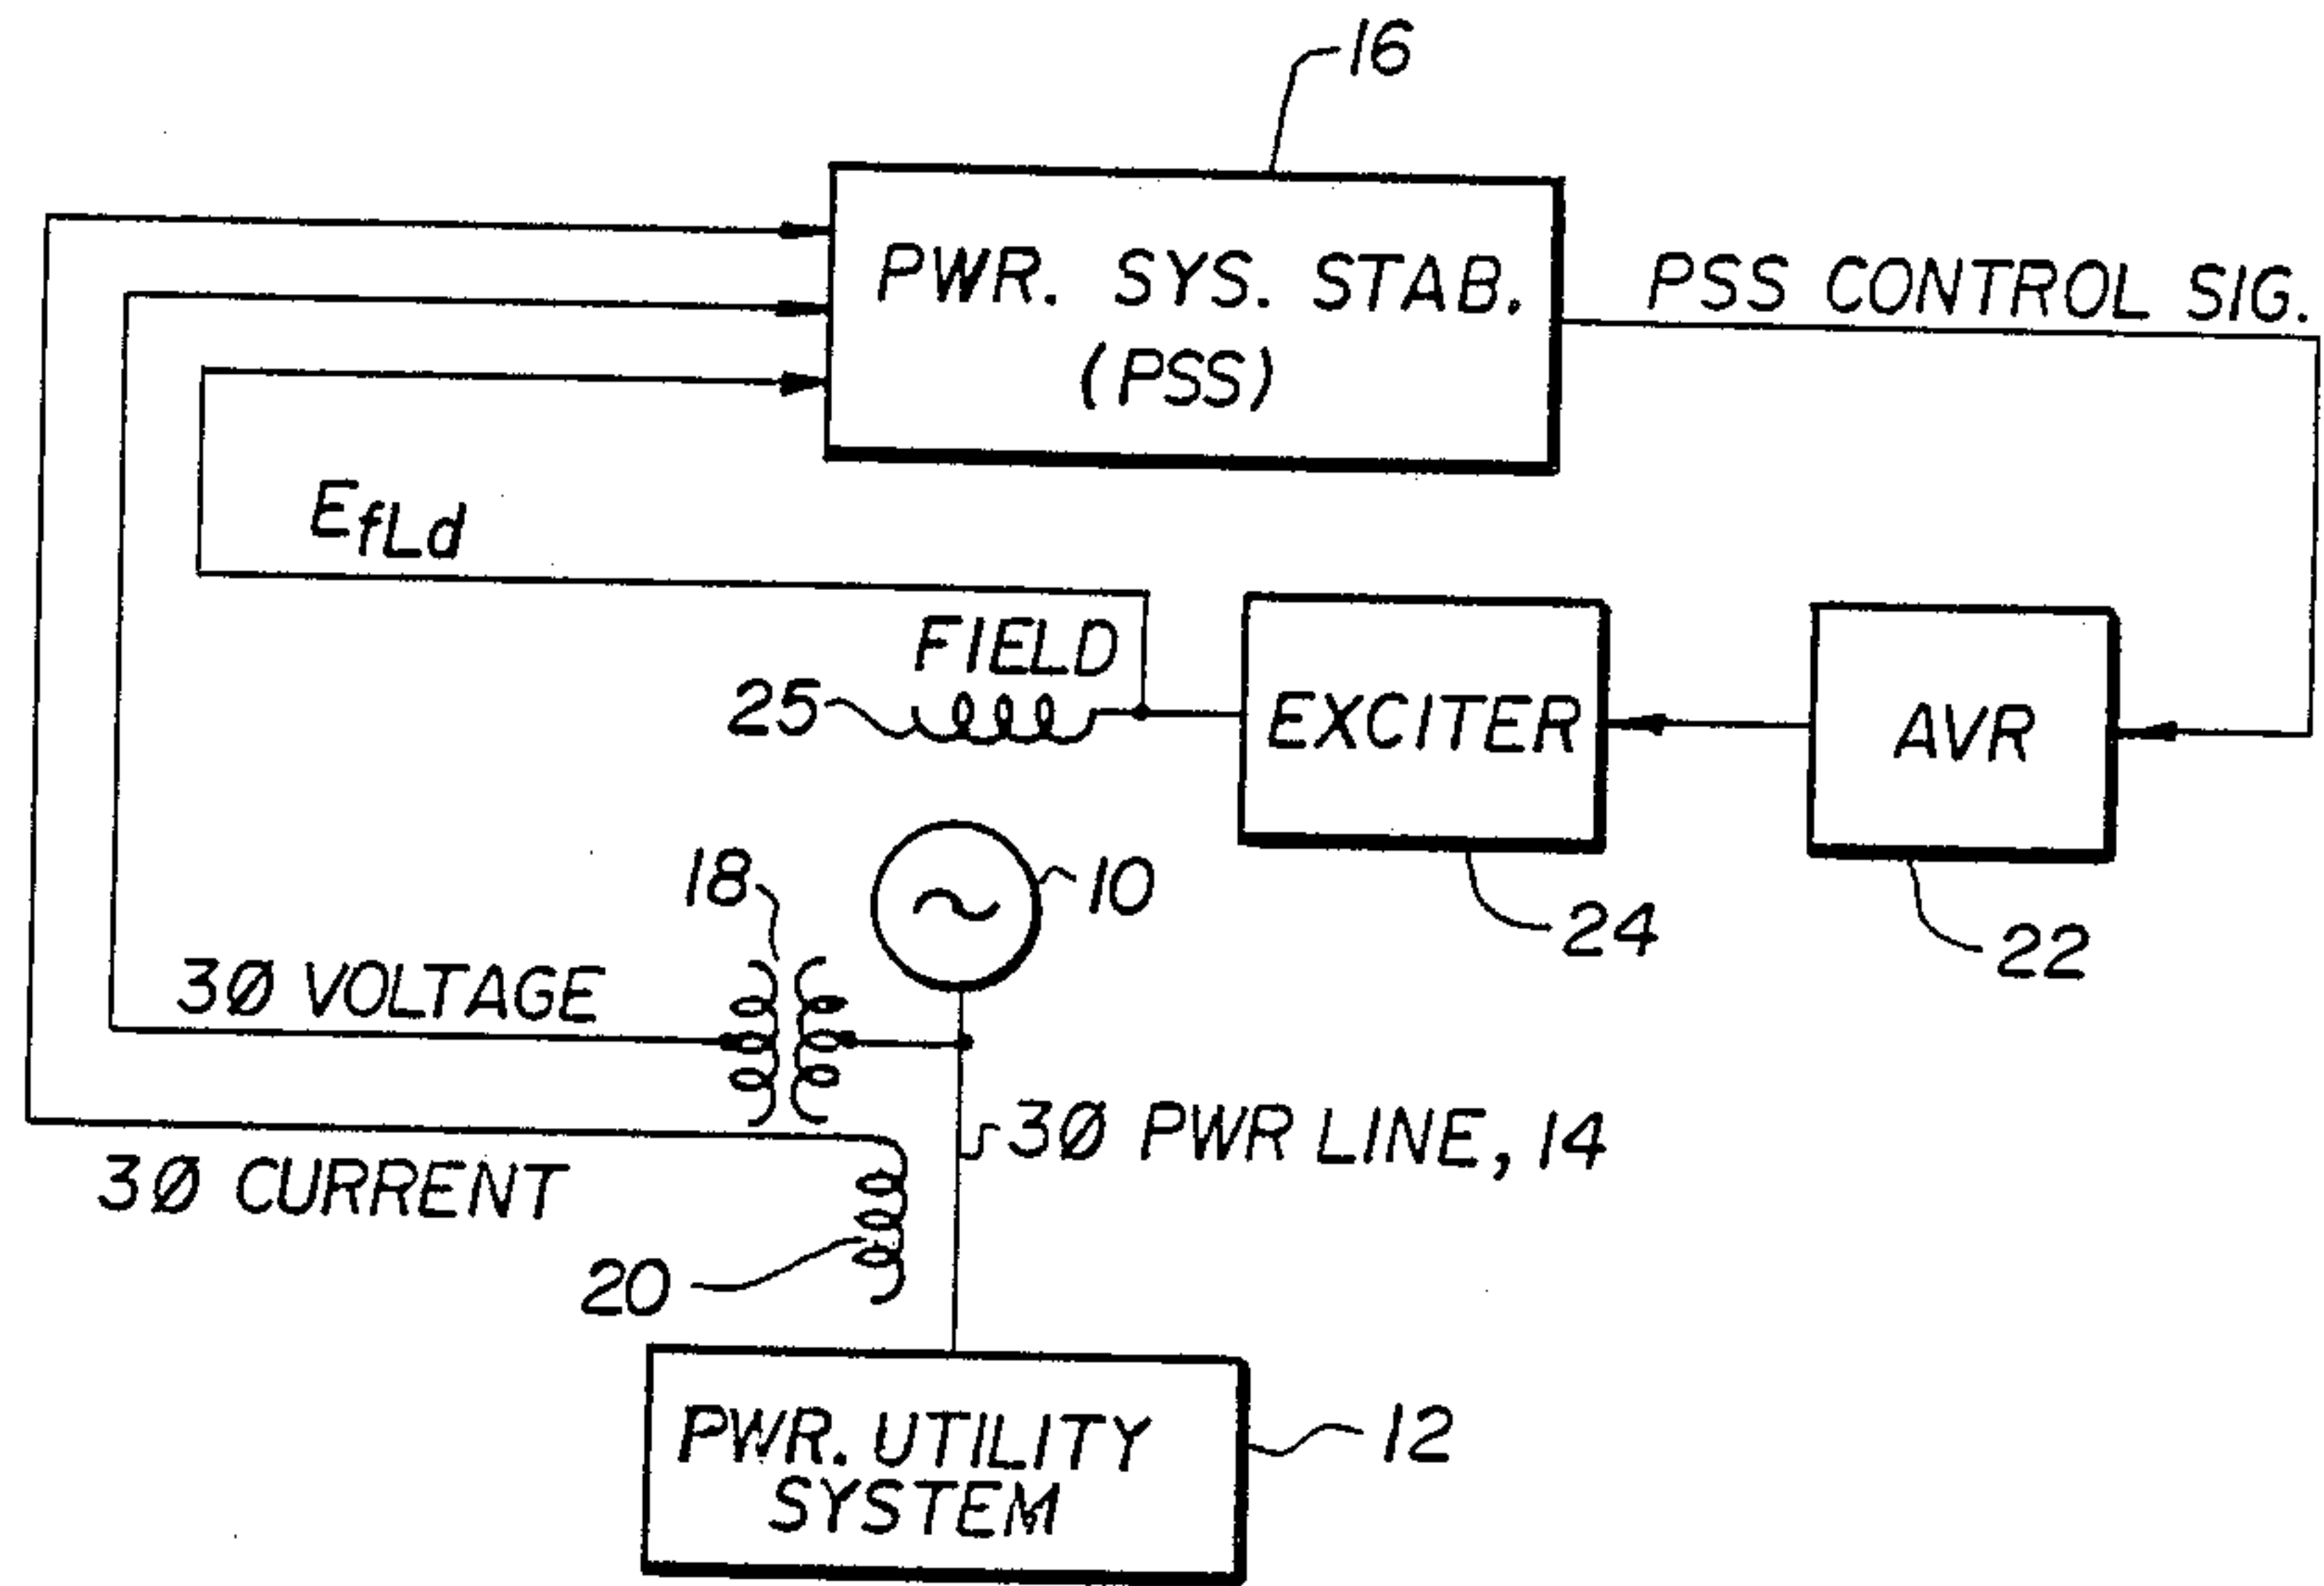 16
PWR. SYS. STAB.
(PSS)
PSS CONTROL SIG.
EfLd
FIELD
25
EXCITER
AVR
18
10
24
22
3Ø VOLTAGE
3Ø PWR LINE, 14
3Ø CURRENT
20
PWR. UTILITY
SYSTEM
12